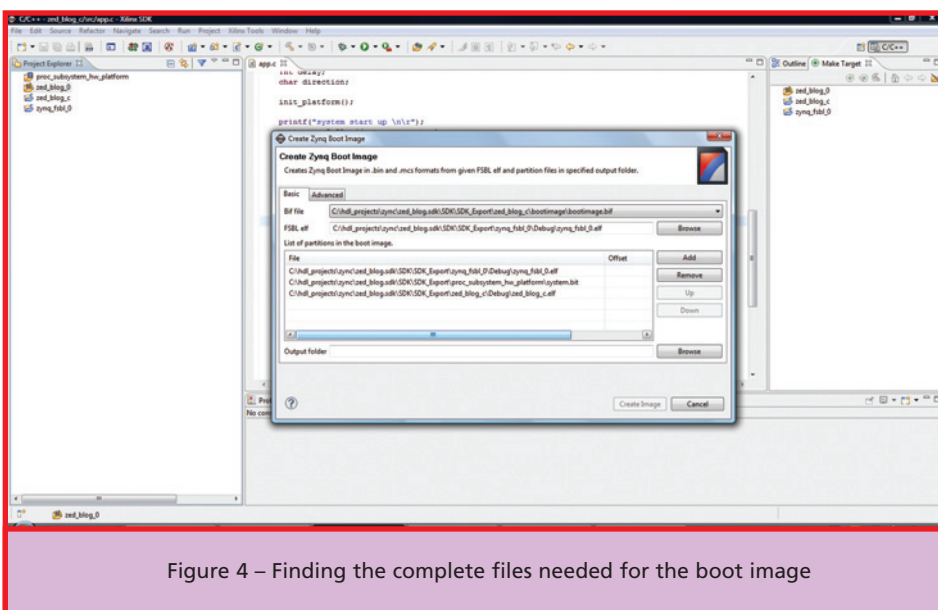 C/C++ - zed_blog_c/src/app.c - Xilinx SDK
File Edit Source Refactor Navigate Search Run Project Xilinx Tools Window Help
C/C++
Project Explorer
proc_subsystem_hw_platform
zed_blog_0
zed_blog_c
zynq_fsbl_0
app.c
int delay;
char direction;
init_platform();
printf("system start up \n\r");
Outline Make Target
zed_blog_0
zed_blog_c
zynq_fsbl_0
Create Zynq Boot Image
Create Zynq Boot Image
Creates Zynq Boot Image in .bin and .mcs formats from given FSBL elf and partition files in specified output folder.
Basic Advanced
Bif file C:\hdl_projects\zync\zed_blog.sdk\SDK\SDK_Export\zed_blog_c\bootimage\bootimage.bif
FSBL elf C:\hdl_projects\zync\zed_blog.sdk\SDK\SDK_Export\zynq_fsbl_0\Debug\zynq_fsbl_0.elf Browse
List of partitions in the boot image.
File Offset Add
C:\hdl_projects\zync\zed_blog.sdk\SDK\SDK_Export\zynq_fsbl_0\Debug\zynq_fsbl_0.elf
C:\hdl_projects\zync\zed_blog.sdk\SDK\SDK_Export\proc_subsystem_hw_platform\system.bit
C:\hdl_projects\zync\zed_blog.sdk\SDK\SDK_Export\zed_blog_c\Debug\zed_blog_c.elf
Remove
Up
Down
Output folder Browse
Create Image Cancel
Pro
No con
zed_blog_0
Figure 4 – Finding the complete files needed for the boot image